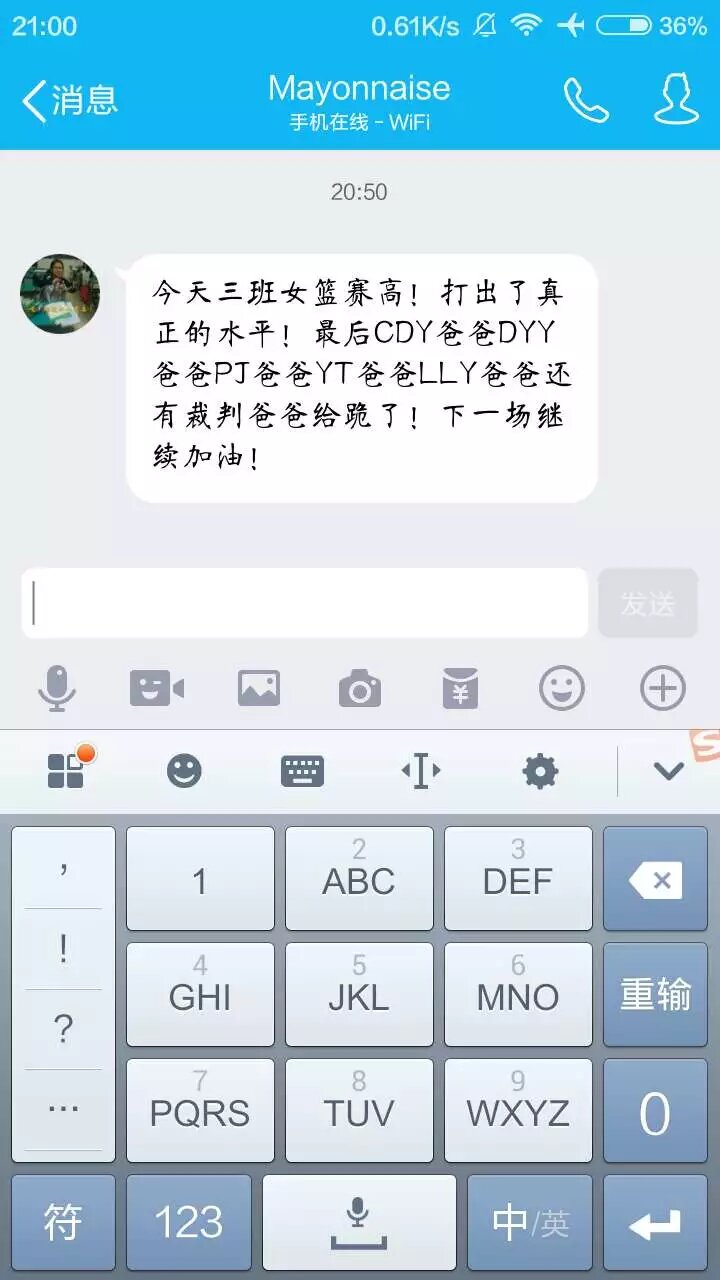 21:00 0.61K/s 36%
消息
Mayonnaise
手机在线 - WiFi
20:50
今天三班女篮赛高！打出了真
正的水平！最后CDY爸爸DYY
爸爸PJ爸爸YT爸爸LLY爸爸还
有裁判爸爸给跪了！下一场继
续加油！
发送
,
!
?
...
1
2
ABC
3
DEF
4
GHI
5
JKL
6
MNO
重输
7
PQRS
8
TUV
9
WXYZ
0
符
123
中/英